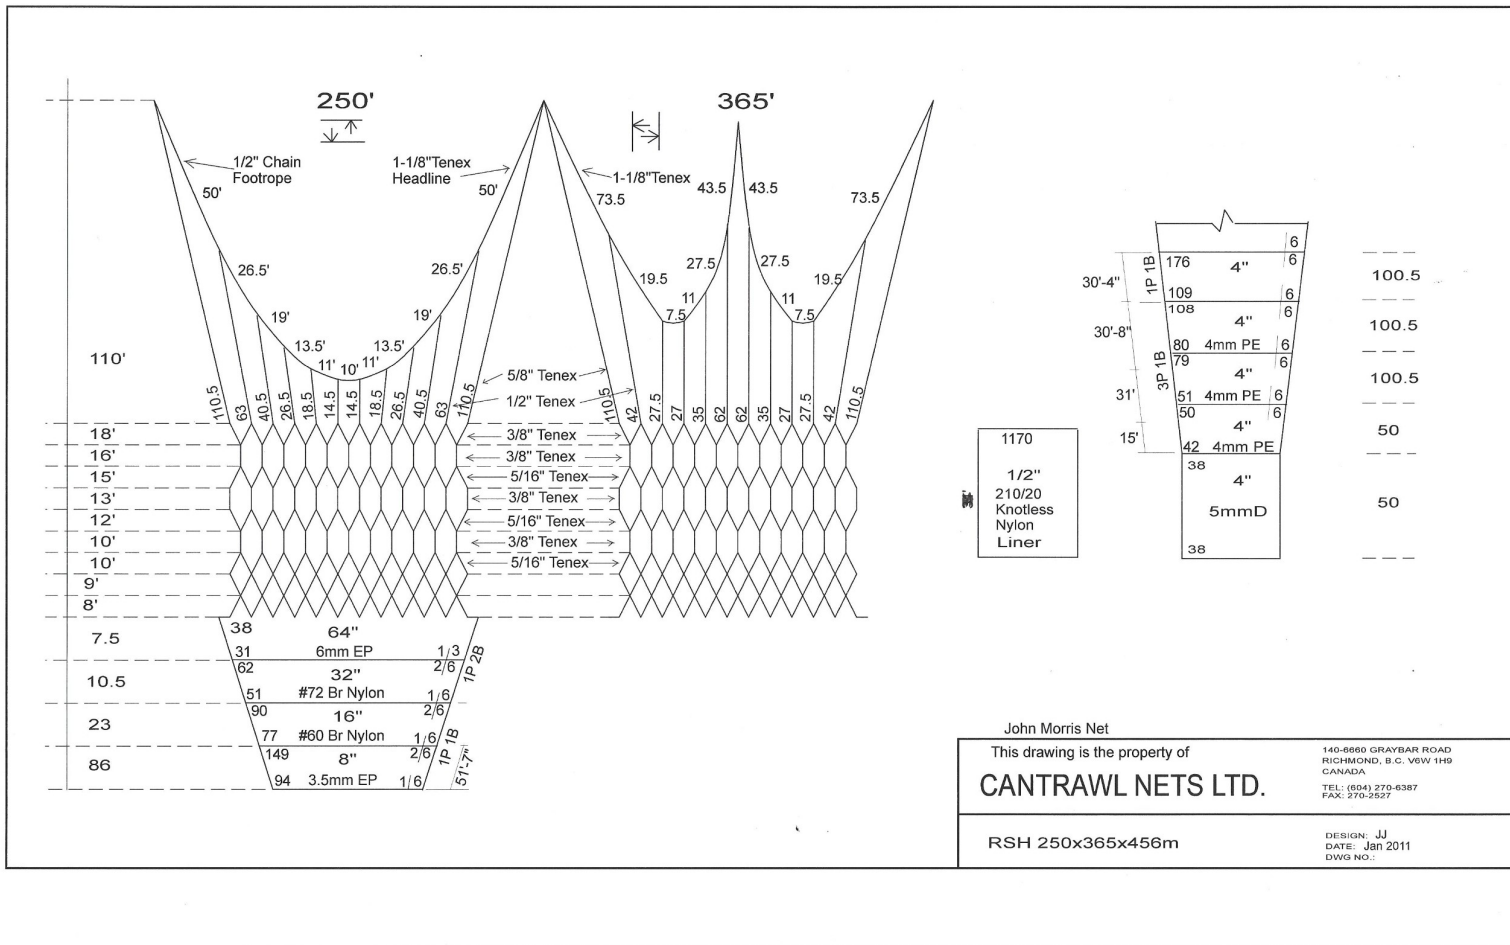 250'
365'
1/2" Chain
Footrope
1-1/8"Tenex
Headline
1-1/8"Tenex
50'
50'
73.5
43.5
43.5
73.5
26.5'
26.5'
19.5
27.5
27.5
19.5
19'
19'
11
11
7.5
7.5
13.5'
13.5'
11'
10'
11'
110'
5/8" Tenex
1/2" Tenex
110.5
63
40.5
26.5
18.5
14.5
14.5
18.5
26.5
40.5
63
110.5
110.5
42
27.5
27
35
62
62
35
27
27.5
42
110.5
18'
3/8" Tenex
16'
3/8" Tenex
15'
5/16" Tenex
13'
3/8" Tenex
12'
5/16" Tenex
10'
3/8" Tenex
10'
5/16" Tenex
9'
8'
7.5
38
64"
31
6mm EP
1/3
1P 2B
10.5
62
32"
2/6
51
#72 Br Nylon
1/6
23
90
16"
2/6
77
#60 Br Nylon
1/6
1P 1B
86
149
8"
2/6
94
3.5mm EP
1/6
51'-7"
6
176
4"
6
100.5
30'-4"
1P 1B
109
6
108
4"
6
100.5
30'-8"
80
4mm PE
6
79
4"
6
100.5
3P 1B
31'
51
4mm PE
6
50
4"
6
50
15'
42
4mm PE
38
4"
5mmD
50
38
1170
1/2"
210/20
Knotless
Nylon
Liner
John Morris Net
This drawing is the property of
CANTRAWL NETS LTD.
140-6660 GRAYBAR ROAD
RICHMOND, B.C. V6W 1H9
CANADA
TEL: (604) 270-6387
FAX: 270-2527
RSH 250x365x456m
DESIGN: JJ
DATE: Jan 2011
DWG NO.: